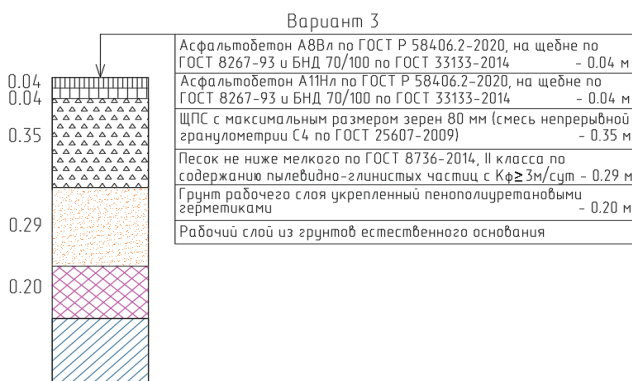 Вариант 3
Асфальтобетон А8Вл по ГОСТ Р 58406.2-2020, на щебне по
ГОСТ 8267-93 и БНД 70/100 по ГОСТ 33133-2014 - 0.04 м
Асфальтобетон А11Нл по ГОСТ Р 58406.2-2020, на щебне по
ГОСТ 8267-93 и БНД 70/100 по ГОСТ 33133-2014 - 0.04 м
ЩПС с максимальным размером зерен 80 мм (смесь непрерывной
гранулометрии С4 по ГОСТ 25607-2009) - 0.35 м
Песок не ниже мелкого по ГОСТ 8736-2014, II класса по
содержанию пылевидно-глинистых частиц с Кф≥3м/сут - 0.29 м
Грунт рабочего слоя укрепленный пенополиуретановыми
герметиками - 0.20 м
Рабочий слой из грунтов естественного основания
0.04
0.04
0.35
0.29
0.20